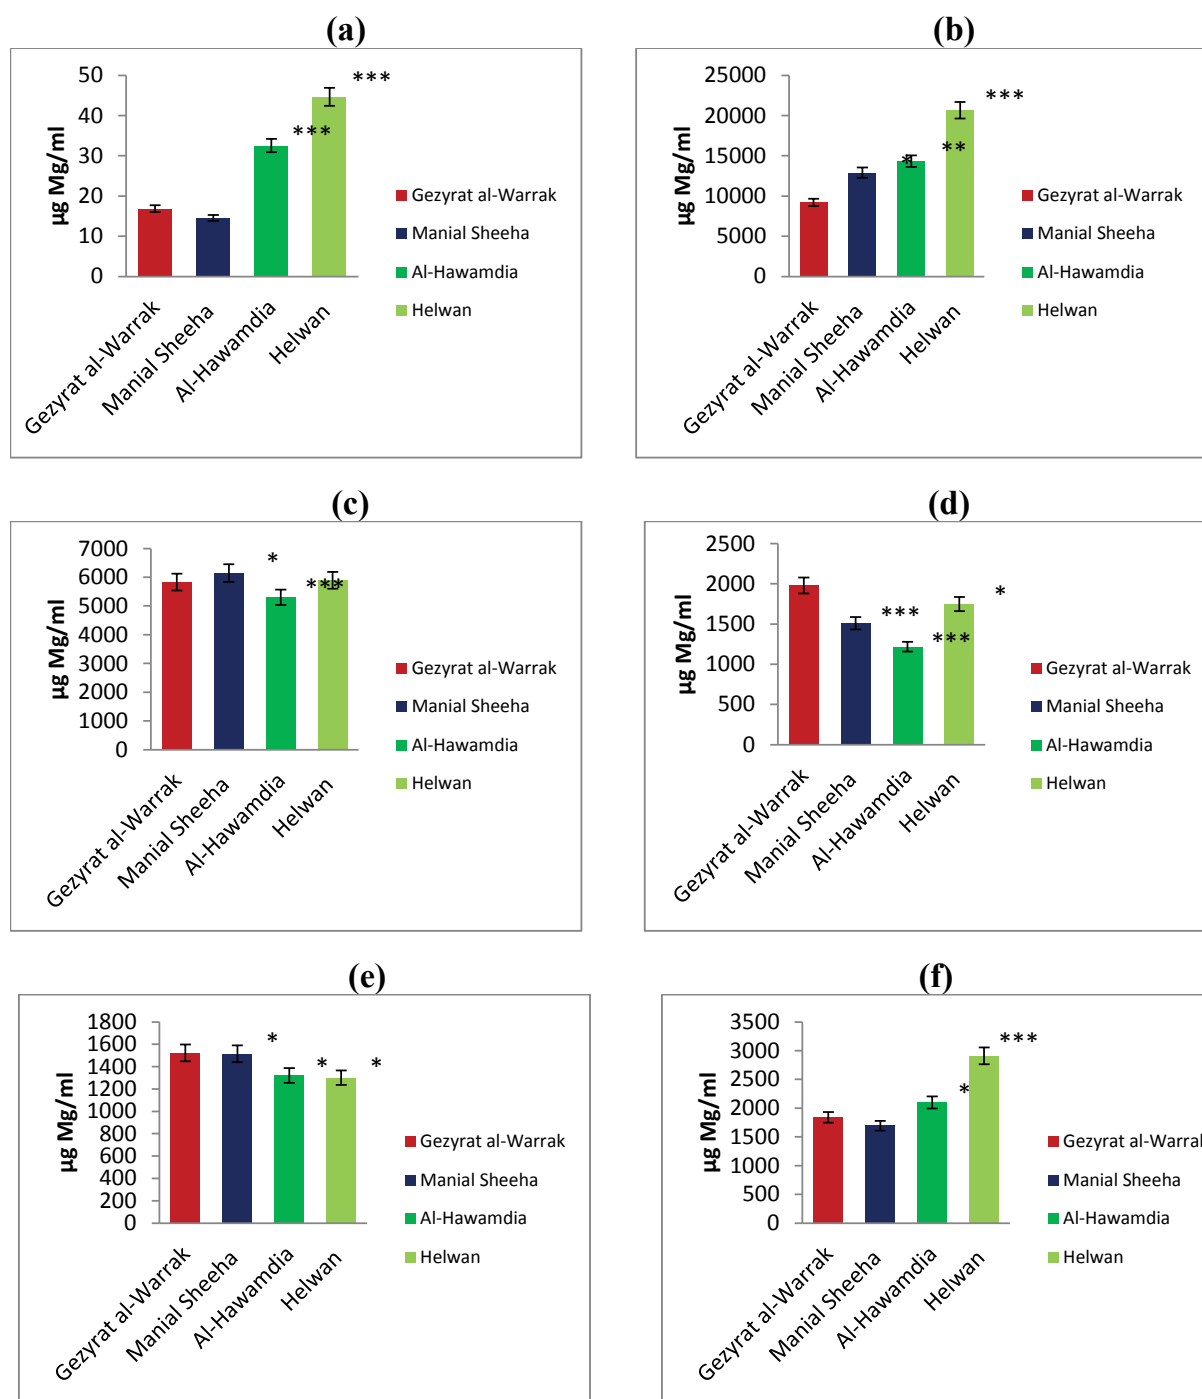 (a)
50
40
30
20
10
0
µg Mg/ml
***
***
Gezyrat al-Warrak
Manial Sheeha
Al-Hawamdia
Helwan
Gezyrat al-Warrak
Manial Sheeha
Al-Hawamdia
Helwan
(b)
25000
20000
15000
10000
5000
0
µg Mg/ml
*
**
***
Gezyrat al-Warrak
Manial Sheeha
Al-Hawamdia
Helwan
Gezyrat al-Warrak
Manial Sheeha
Al-Hawamdia
Helwan
(c)
7000
6000
5000
4000
3000
2000
1000
0
µg Mg/ml
*
***
Gezyrat al-Warrak
Manial Sheeha
Al-Hawamdia
Helwan
Gezyrat al-Warrak
Manial Sheeha
Al-Hawamdia
Helwan
(d)
2500
2000
1500
1000
500
0
µg Mg/ml
***
***
*
Gezyrat al-Warrak
Manial Sheeha
Al-Hawamdia
Helwan
Gezyrat al-Warrak
Manial Sheeha
Al-Hawamdia
Helwan
(e)
1800
1600
1400
1200
1000
800
600
400
200
0
µg Mg/ml
*
*
*
Gezyrat al-Warrak
Manial Sheeha
Al-Hawamdia
Helwan
Gezyrat al-Warrak
Manial Sheeha
Al-Hawamdia
Helwan
(f)
3500
3000
2500
2000
1500
1000
500
0
µg Mg/ml
*
***
Gezyrat al-Warrak
Manial Sheeha
Al-Hawamdia
Helwan
Gezyrat al-Warrak
Manial Sheeha
Al-Hawamdia
Helwan